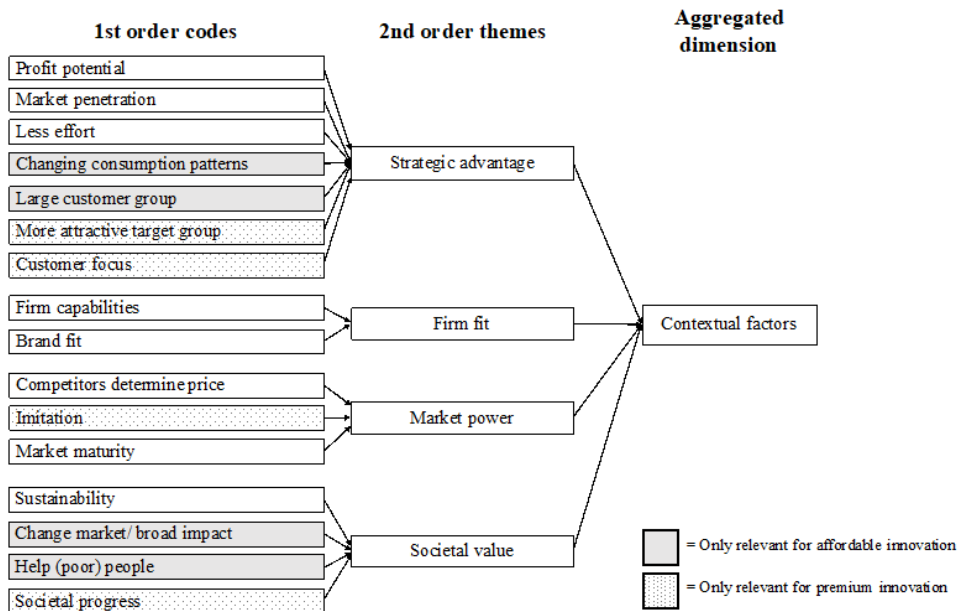 1st order codes
2nd order themes
Aggregated
dimension
Profit potential
Market penetration
Less effort
Changing consumption patterns
Large customer group
More attractive target group
Customer focus
Strategic advantage
Firm capabilities
Brand fit
Firm fit
Contextual factors
Competitors determine price
Imitation
Market maturity
Market power
Sustainability
Change market/ broad impact
Help (poor) people
Societal progress
Societal value
= Only relevant for affordable innovation
= Only relevant for premium innovation